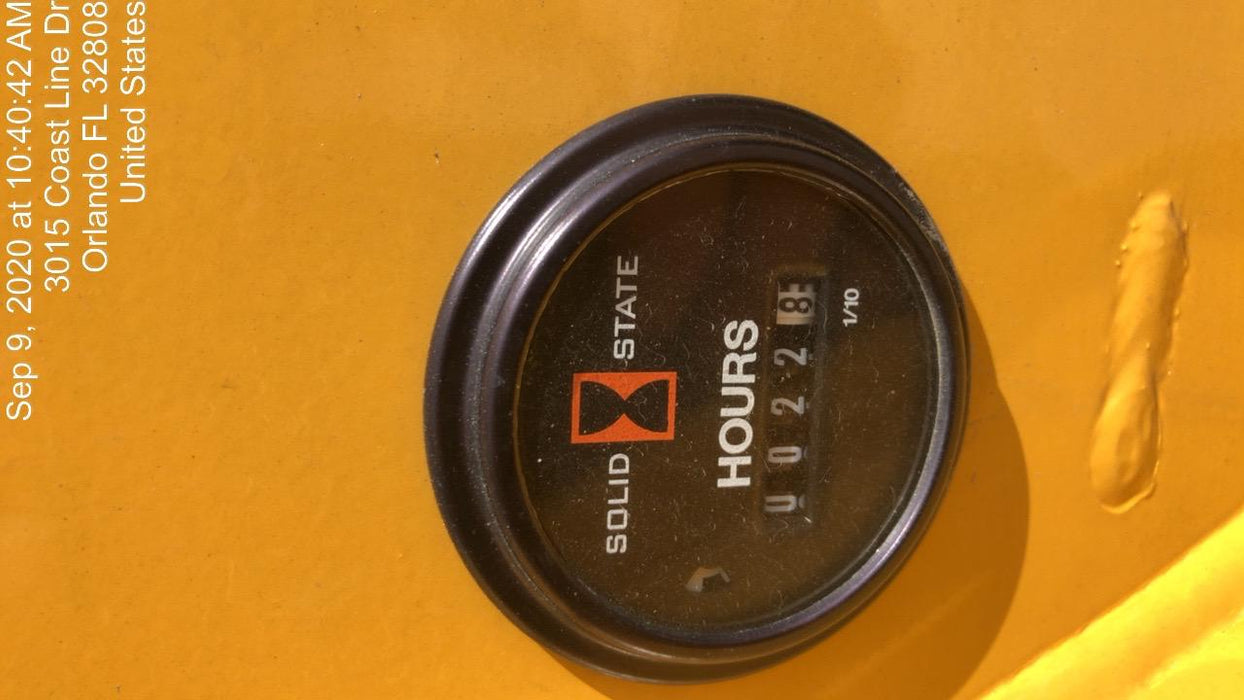 Sep 9, 2020 at 10:40:42 AM
3015 Coast Line Dr
Orlando FL 32808
United States
SOLID STATE
HOURS
00228
1/10